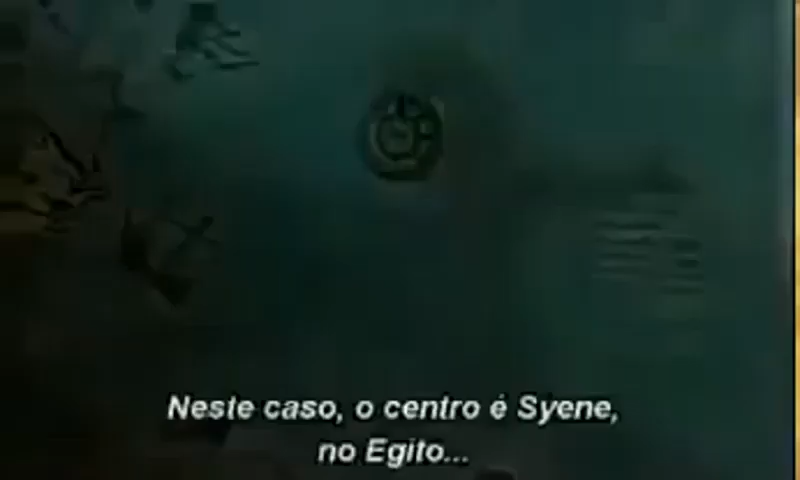 Neste caso, o centro é Syene,
no Egito...